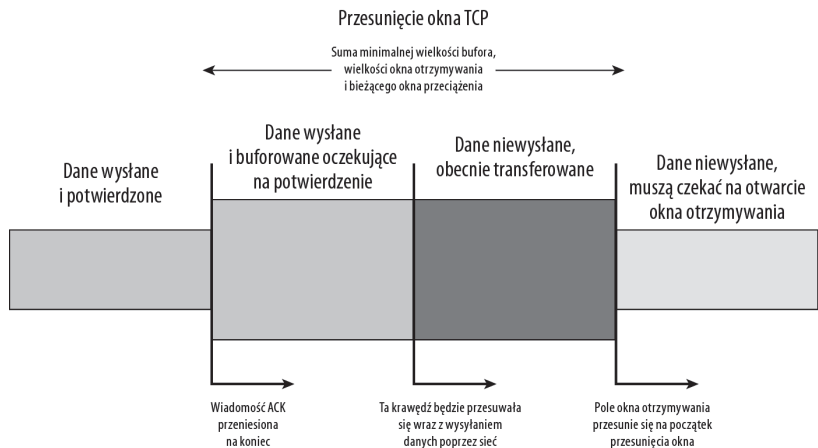 Przesunięcie okna TCP
Suma minimalnej wielkości bufora,
wielkości okna otrzymywania
i bieżącego okna przeciążenia
Dane wysłane
i potwierdzone
Dane wysłane
i buforowane oczekujące
na potwierdzenie
Dane niewysłane,
obecnie transferowane
Dane niewysłane,
muszą czekać na otwarcie
okna otrzymywania
Wiadomość ACK
przeniesiona
na koniec
Ta krawędź będzie przesuwała
się wraz z wysyłaniem
danych poprzez sieć
Pole okna otrzymywania
przesunie się na początek
przesunięcia okna